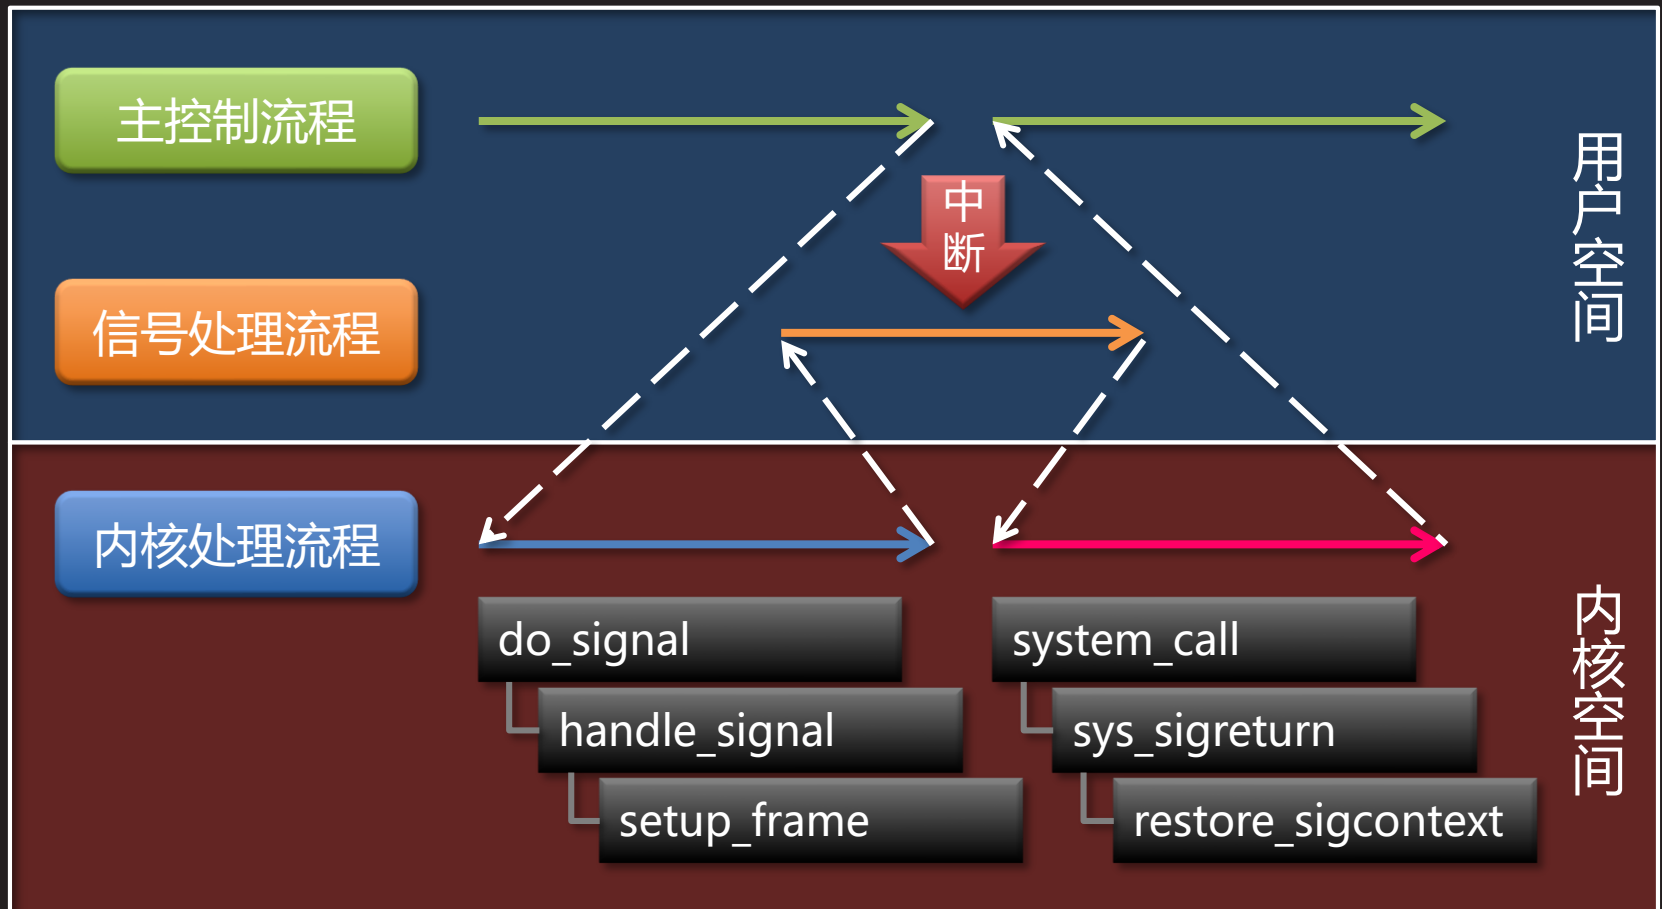 主控制流程
中断
用户空间
信号处理流程
内核处理流程
内核空间
do_signal
handle_signal
setup_frame
system_call
sys_sigreturn
restore_sigcontext